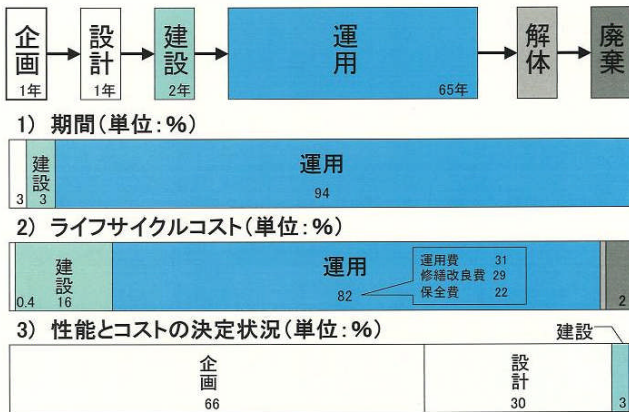 企画
1年
設計
1年
建設
2年
運用
65年
解体
廃棄
1) 期間(単位:%)
3
建設
3
運用
94
2) ライフサイクルコスト(単位:%)
0.4
建設
16
運用
82
運用費 31
修繕改良費 29
保全費 22
2
3) 性能とコストの決定状況(単位:%)
建設
企画
66
設計
30
3